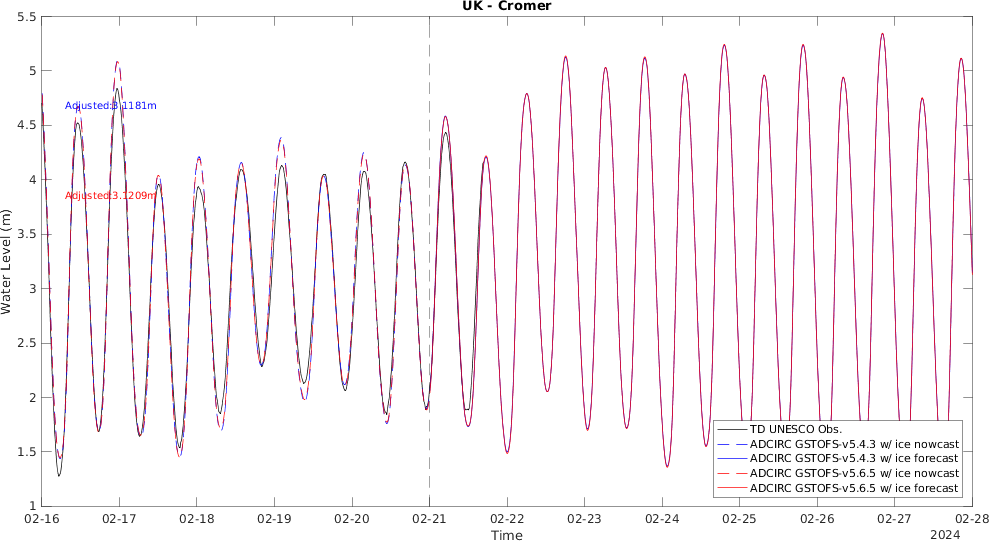 UK - Cromer
5.5
5
4.5
4
3.5
3
2.5
2
1.5
1
Water Level (m)
Adjusted:3.1181m
Adjusted:3.1209m
TD UNESCO Obs.
ADCIRC GSTOFS-v5.4.3 w/ ice nowcast
ADCIRC GSTOFS-v5.4.3 w/ ice forecast
ADCIRC GSTOFS-v5.6.5 w/ ice nowcast
ADCIRC GSTOFS-v5.6.5 w/ ice forecast
02-16 02-17 02-18 02-19 02-20 02-21 02-22 02-23 02-24 02-25 02-26 02-27 02-28
Time
2024